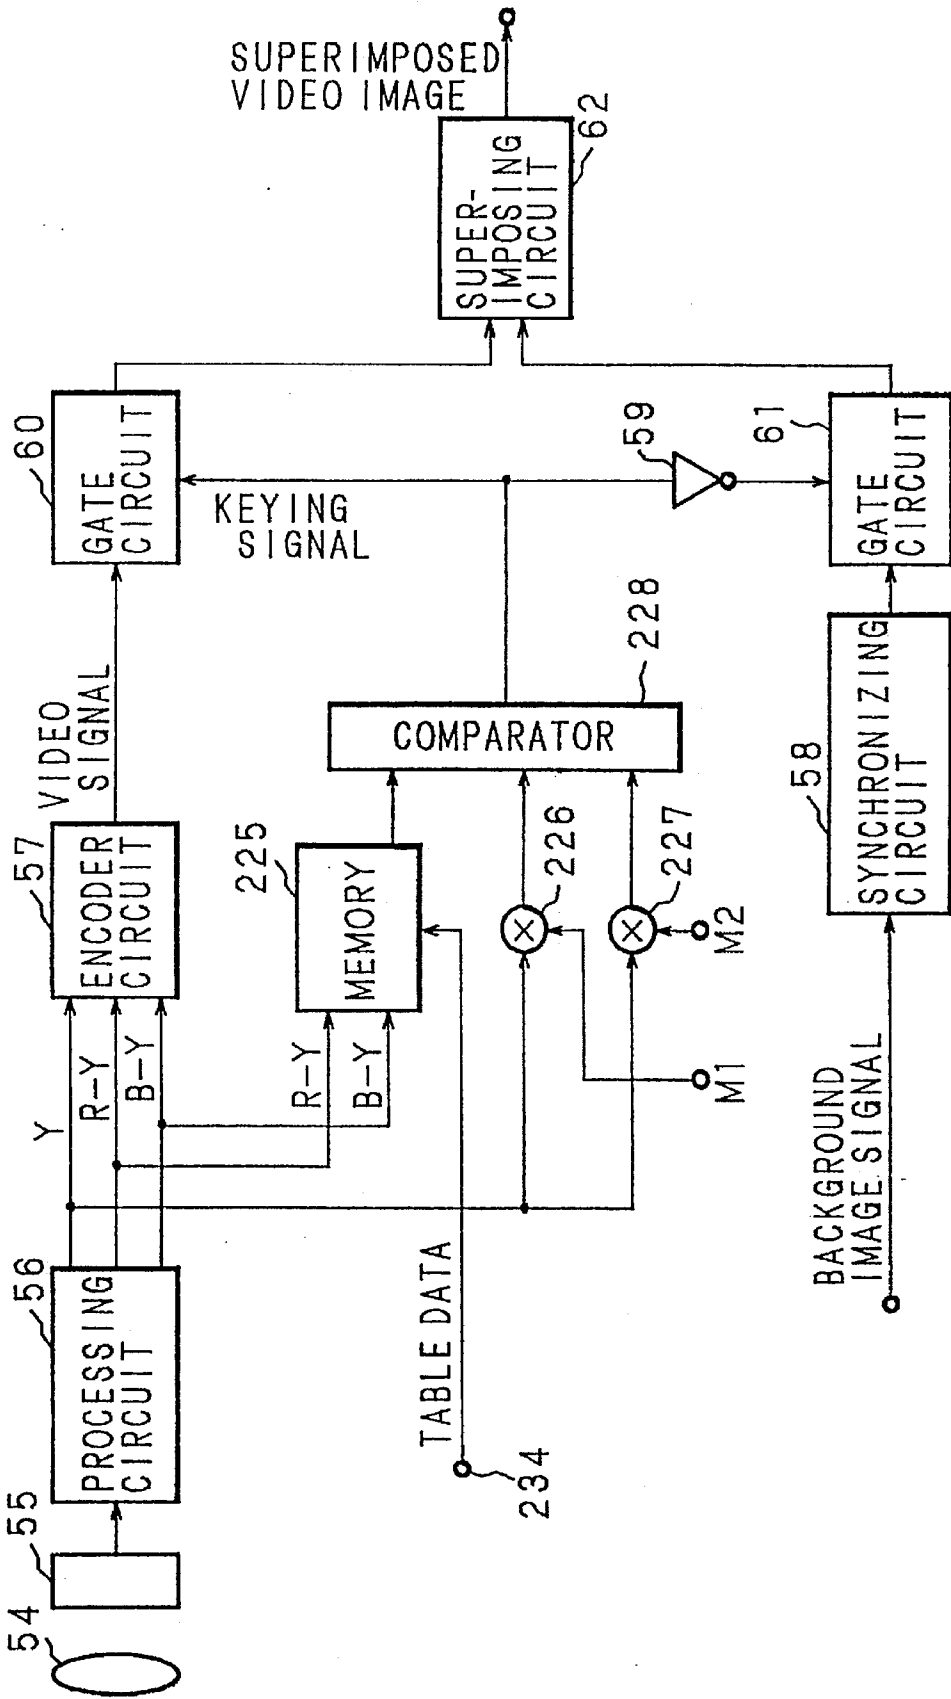 54
55
56
PROCESSING
CIRCUIT
Y
R-Y
B-Y
57
ENCODER
CIRCUIT
VIDEO
SIGNAL
60
GATE
CIRCUIT
KEYING
SIGNAL
SUPERIMPOSED
VIDEO IMAGE
SUPER-
IMPOSING
CIRCUIT
62
R-Y
B-Y
225
MEMORY
TABLE DATA
234
226
227
M1
M2
COMPARATOR
228
59
61
GATE
CIRCUIT
58
SYNCHRONIZING
CIRCUIT
BACKGROUND
IMAGE SIGNAL